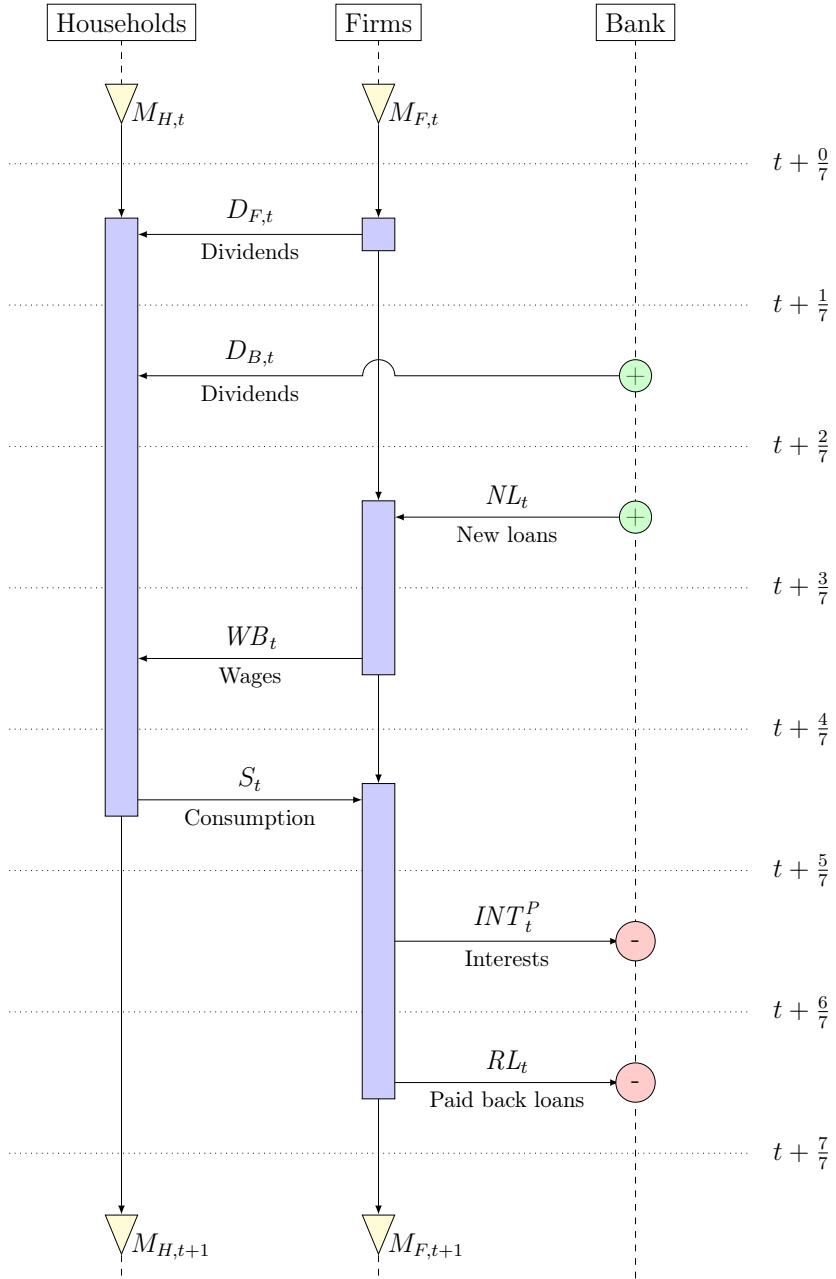 Households Firms Bank
M_{H,t} M_{F,t}
t + 0/7
D_{F,t}
Dividends
t + 1/7
D_{B,t}
Dividends
+
t + 2/7
NL_t
New loans
+
t + 3/7
WB_t
Wages
t + 4/7
S_t
Consumption
t + 5/7
INT_t^P
Interests
-
t + 6/7
RL_t
Paid back loans
-
t + 7/7
M_{H,t+1} M_{F,t+1}